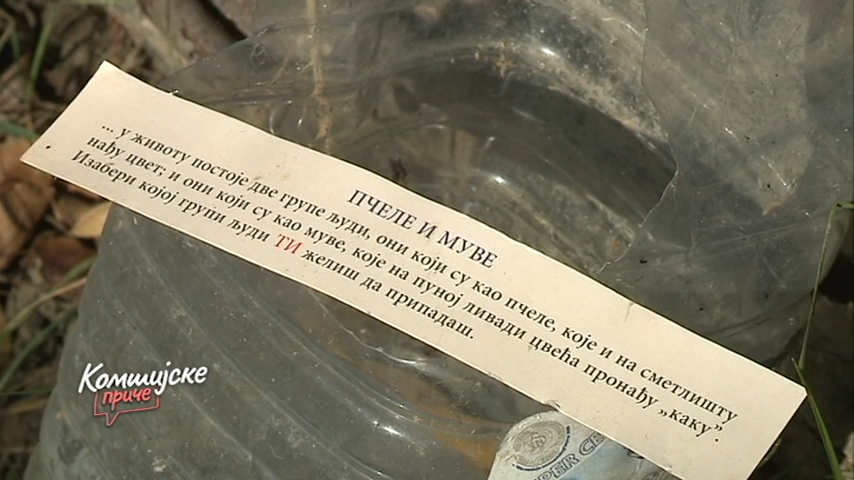 ПЧЕЛЕ И МУВЕ
... у животу постоје две групе људи, они који су као пчеле, које и на сметлишту
нађу цвет; и они који су као муве, које на пуној ливади цвећа пронађу „каку”.
Изабери којој групи људи ТИ желиш да припадаш.
Комшијске
приче